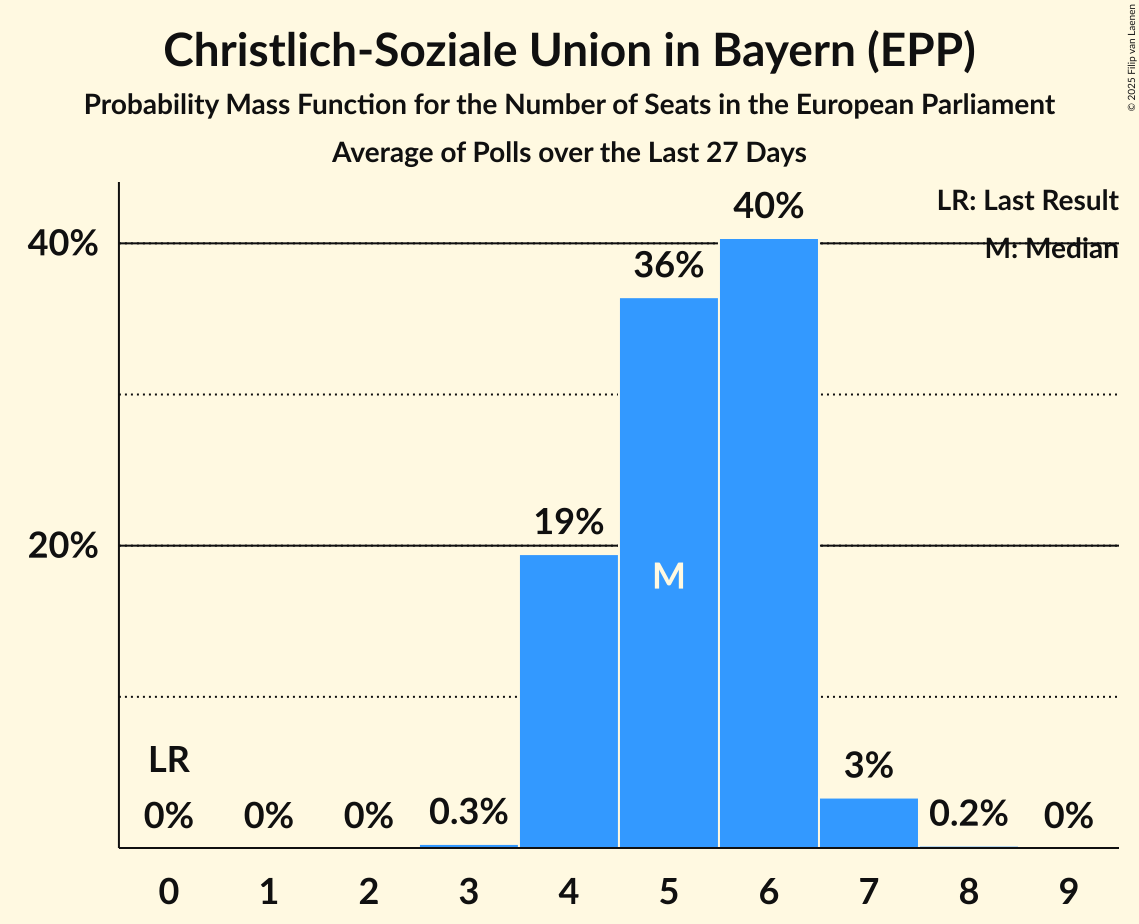 Christlich-Soziale Union in Bayern (EPP)
Probability Mass Function for the Number of Seats in the European Parliament
Average of Polls over the Last 27 Days
© 2025 Filip van Laenen
LR: Last Result
M: Median
40%
20%
40%
36%
19%
M
LR
0%
0%
0%
0.3%
3%
0.2%
0%
0 1 2 3 4 5 6 7 8 9